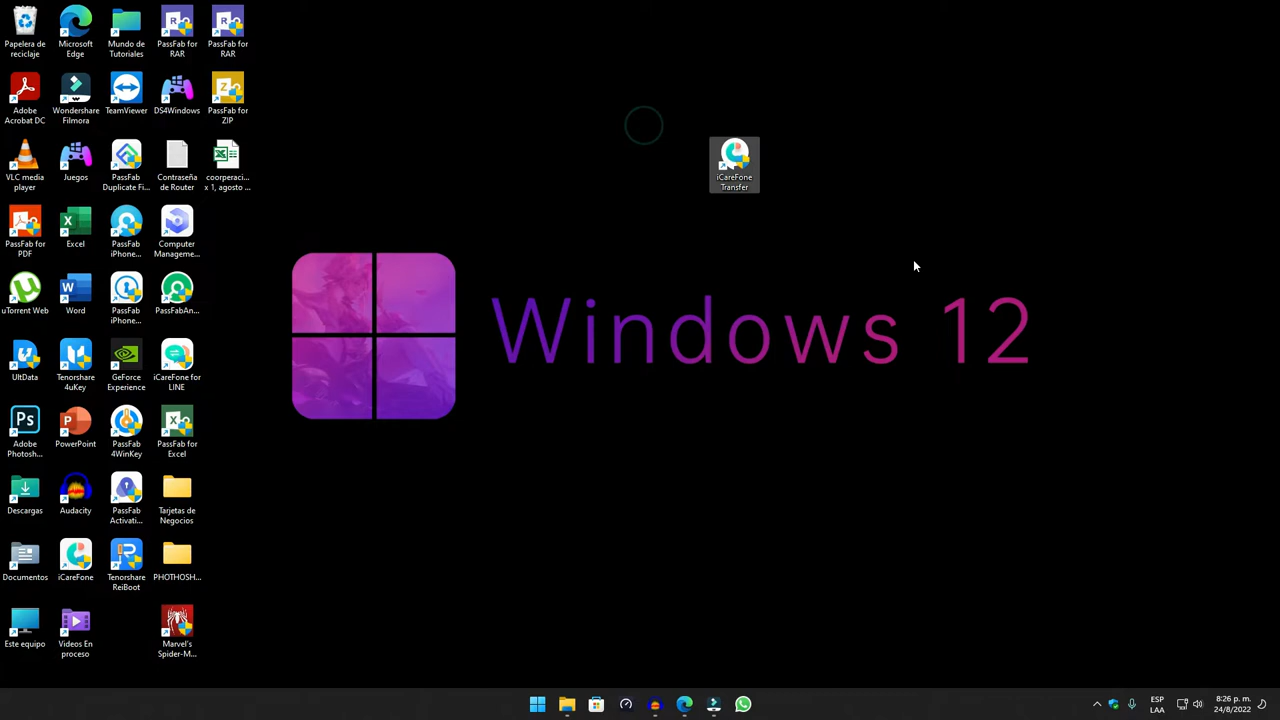 Papelera de
reciclaje
Microsoft
Edge
Mundo de
Tutoriales
PassFab for
RAR
PassFab for
RAR
Adobe
Acrobat DC
Wondershare
Filmora
TeamViewer
DS4Windows
PassFab for
ZIP
VLC media
player
Juegos
PassFab
Duplicate Fi...
Contraseña
de Router
coorperaci...
x 1, agosto ...
iCareFone
Transfer
PassFab for
PDF
Excel
PassFab
iPhone...
Computer
Manageme...
uTorrent Web
Word
PassFab
iPhone...
PassFabAn...
Windows 12
UltData
Tenorshare
4uKey
GeForce
Experience
iCareFone for
LINE
Ps
Adobe
Photosh...
PowerPoint
PassFab
4WinKey
PassFab for
Excel
Descargas
Audacity
PassFab
Activati...
Tarjetas de
Negocios
Documentos
iCareFone
Tenorshare
ReiBoot
PHOTHOSH...
Este equipo
Videos En
proceso
Marvel's
Spider-M...
ESP
LAA
8:26 p. m.
24/8/2022